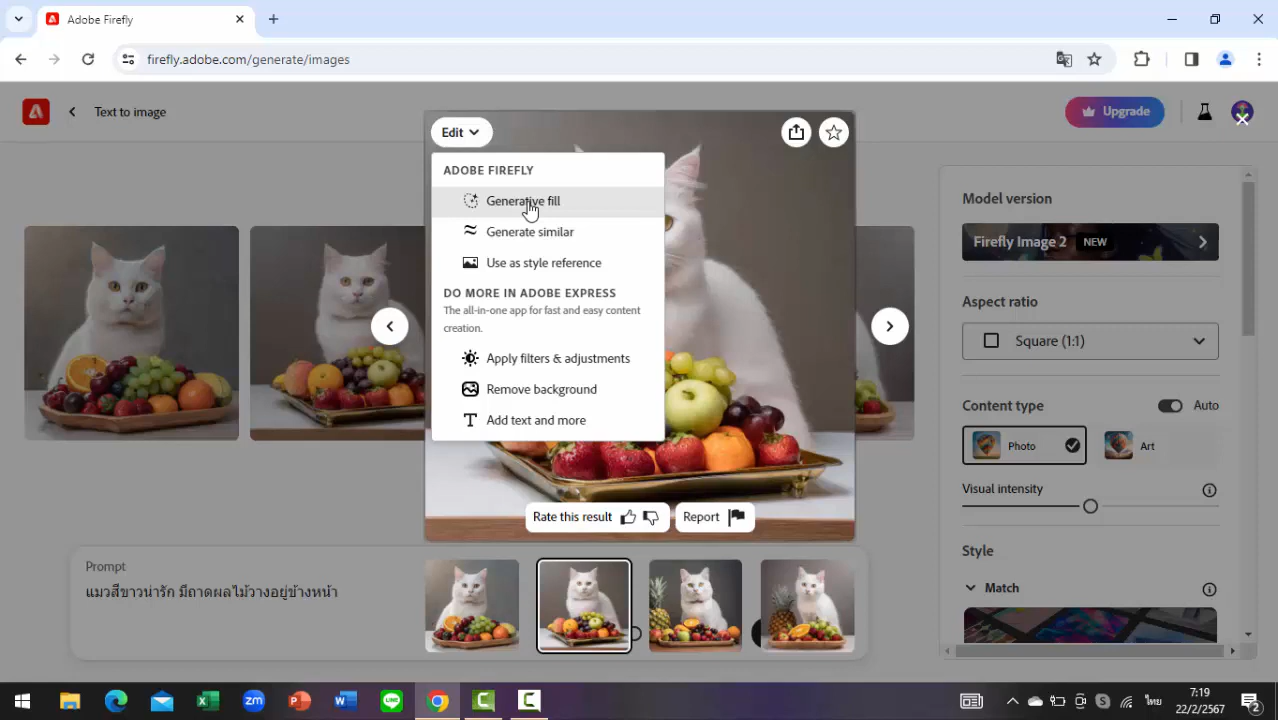 Adobe Firefly
firefly.adobe.com/generate/images
Text to image
Upgrade
Edit
ADOBE FIREFLY
Generative fill
Generate similar
Use as style reference
DO MORE IN ADOBE EXPRESS
The all-in-one app for fast and easy content
creation.
Apply filters & adjustments
Remove background
Add text and more
Rate this result
Report
Model version
Firefly Image 2 NEW
Aspect ratio
Square (1:1)
Content type
Auto
Photo
Art
Visual intensity
Style
Match
Prompt
แมวสีขาวน่ารัก มีถาดผลไม้วางอยู่ข้างหน้า
ไทย
7:19
22/2/2567
2